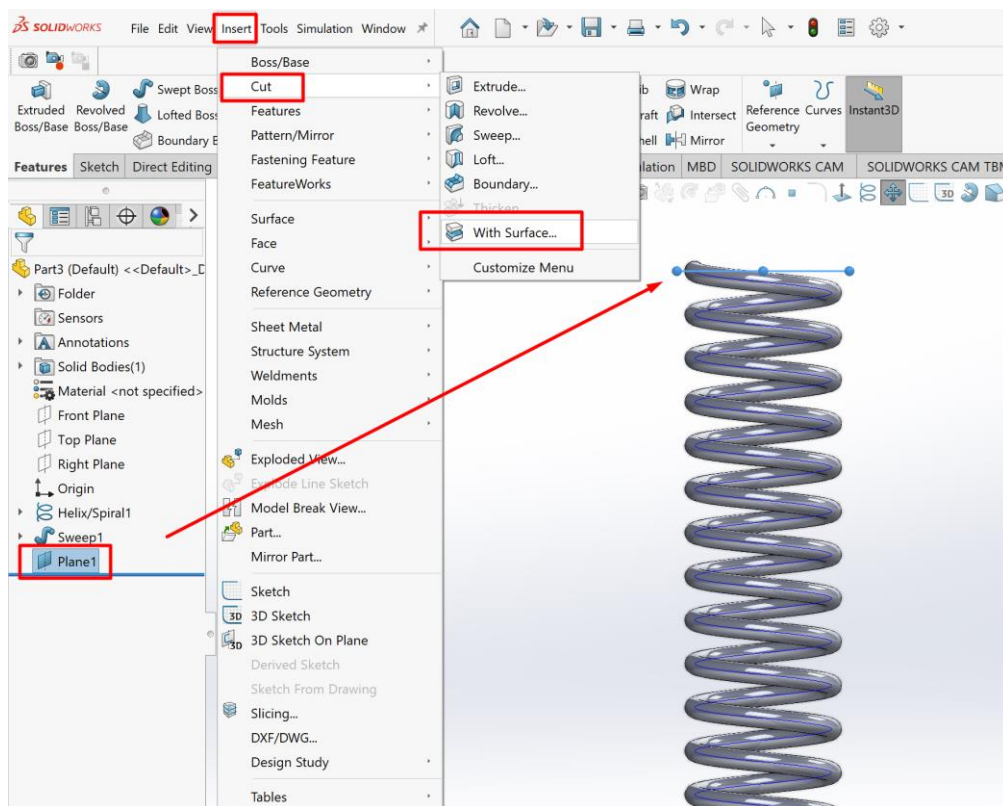 SOLIDWORKS File Edit View Insert Tools Simulation Window
Boss/Base
Cut
Features
Pattern/Mirror
Fastening Feature
FeatureWorks
Surface
Face
Curve
Reference Geometry
Sheet Metal
Structure System
Weldments
Molds
Mesh
Exploded View...
Explode Line Sketch
Model Break View...
Part...
Mirror Part...
Sketch
3D Sketch
3D Sketch On Plane
Derived Sketch
Sketch From Drawing
Slicing...
DXF/DWG...
Design Study
Tables
Extrude...
Revolve...
Sweep...
Loft...
Boundary...
Thicken
With Surface...
Customize Menu
Extruded Boss/Base
Revolved Boss/Base
Swept Boss
Lofted Boss
Boundary B
ib Wrap
raft Intersect
hell Mirror
Reference Geometry
Curves
Instant3D
Features Sketch Direct Editing
ulation MBD SOLIDWORKS CAM SOLIDWORKS CAM TBM
Part3 (Default) <<Default>_D
Folder
Sensors
Annotations
Solid Bodies(1)
Material <not specified>
Front Plane
Top Plane
Right Plane
Origin
Helix/Spiral1
Sweep1
Plane1